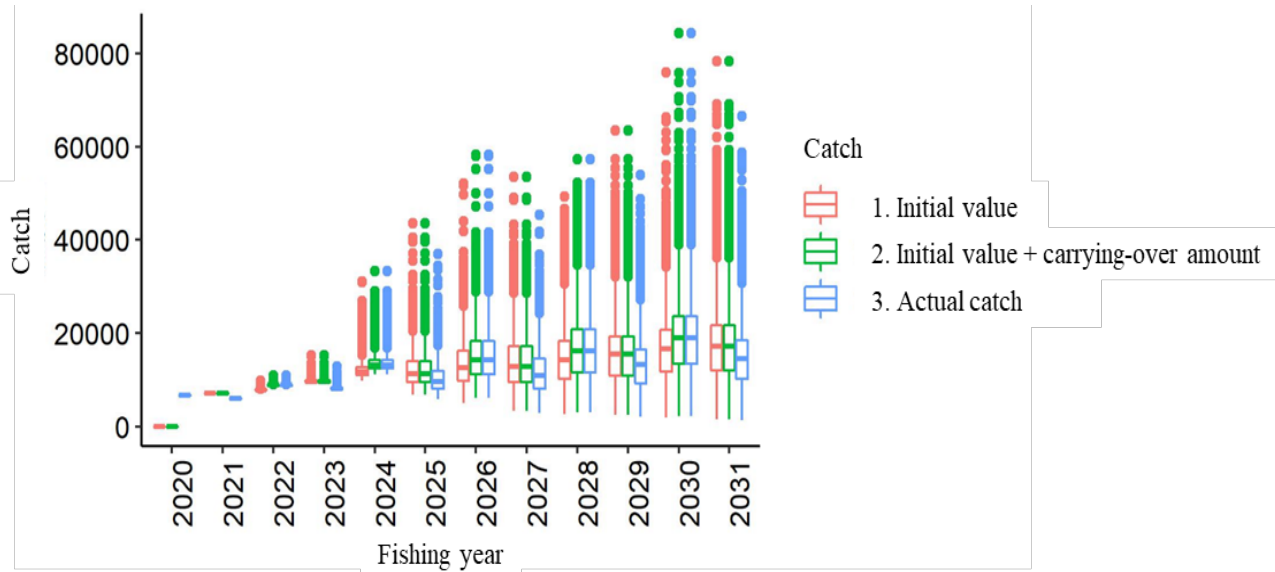 80000
60000
40000
20000
0
Catch
2020
2021
2022
2023
2024
2025
2026
2027
2028
2029
2030
2031
Fishing year
Catch
1. Initial value
2. Initial value + carrying-over amount
3. Actual catch